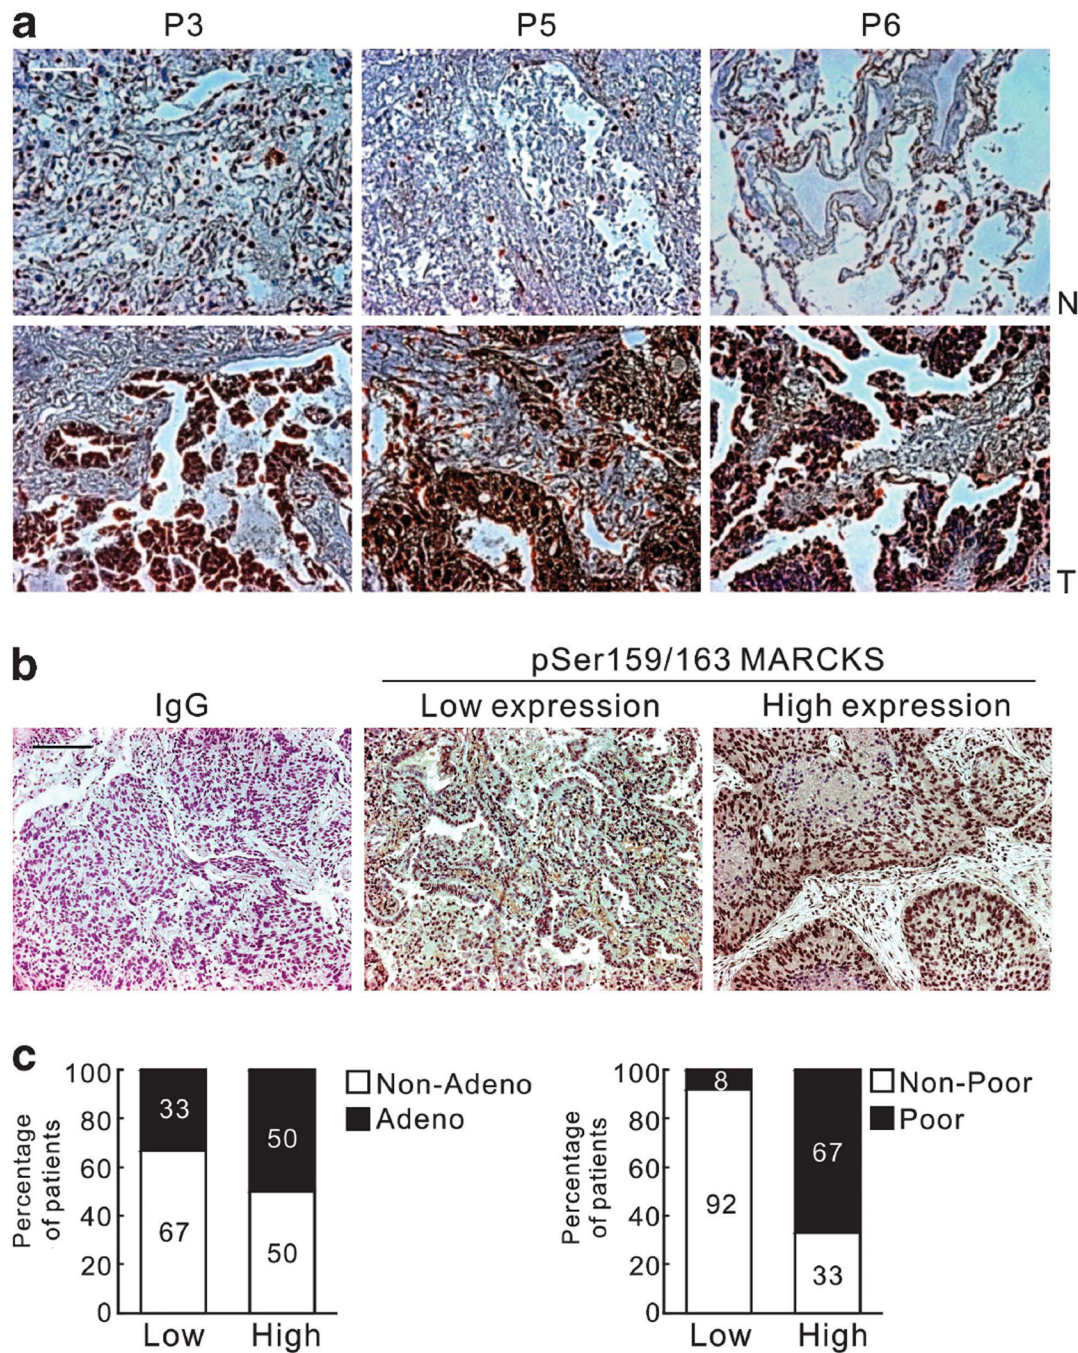 a
P3 P5 P6
N
T
b
pSer159/163 MARCKS
IgG Low expression High expression
c
Percentage
of patients
100
80
60
40
20
0
33
67
50
50
Low High
Non-Adeno
Adeno
Percentage
of patients
100
80
60
40
20
0
8
92
67
33
Low High
Non-Poor
Poor